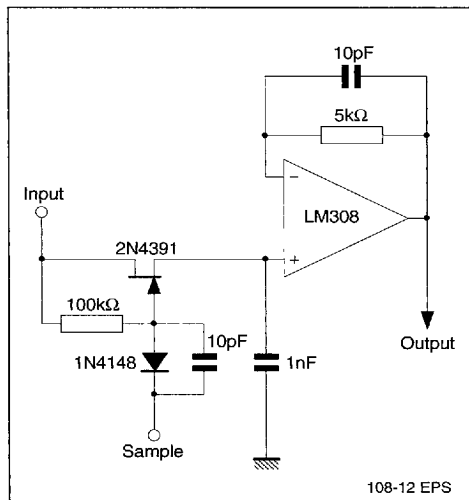 10pF
5kΩ
−
LM308
+
Input
2N4391
100kΩ
10pF
1N4148
1nF
Output
Sample
108-12 EPS